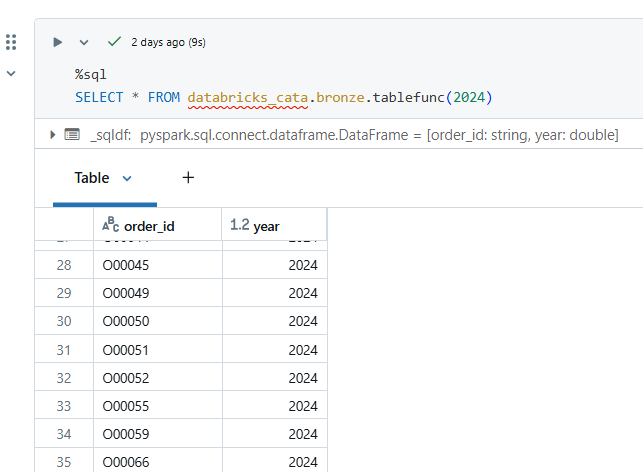 2 days ago (9s)
%sql
SELECT * FROM databricks_cata.bronze.tablefunc(2024)
_sqldf: pyspark.sql.connect.dataframe.DataFrame = [order_id: string, year: double]
Table +
ABC order_id 1.2 year
28 O00045 2024
29 O00049 2024
30 O00050 2024
31 O00051 2024
32 O00052 2024
33 O00055 2024
34 O00059 2024
35 O00066 2024